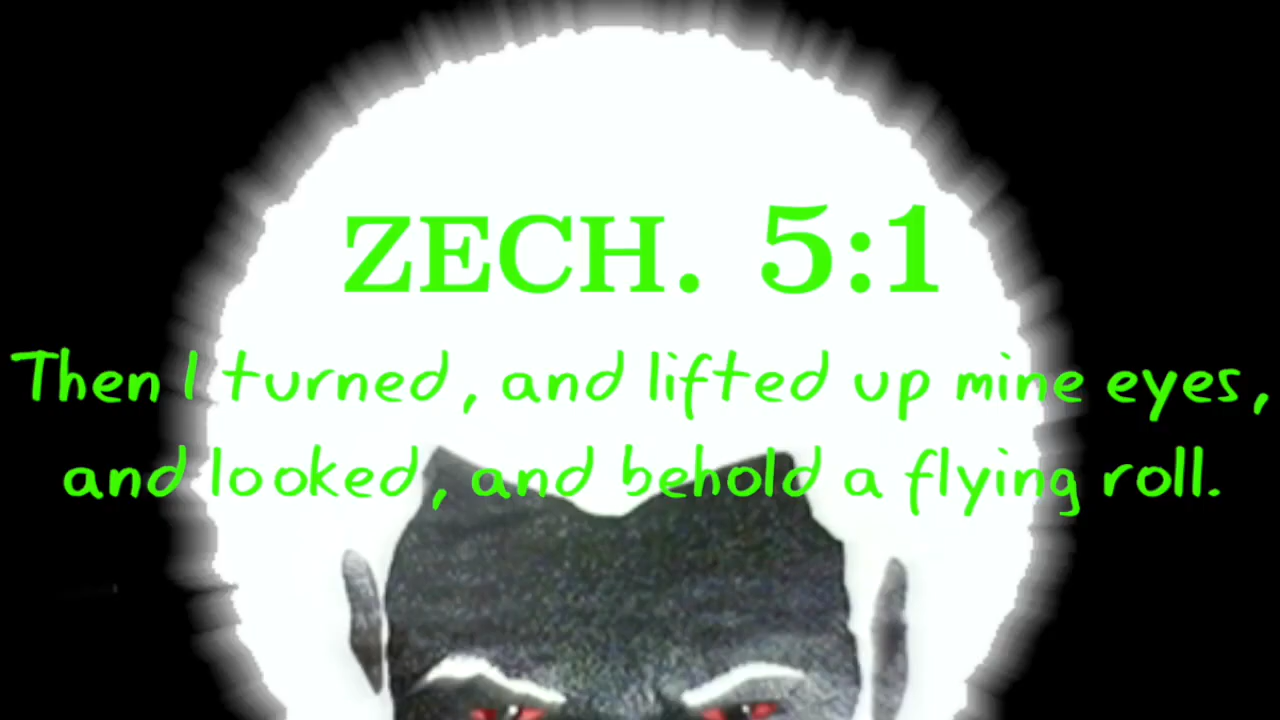 ZECH. 5:1
Then I turned, and lifted up mine eyes,
and looked, and behold a flying roll.